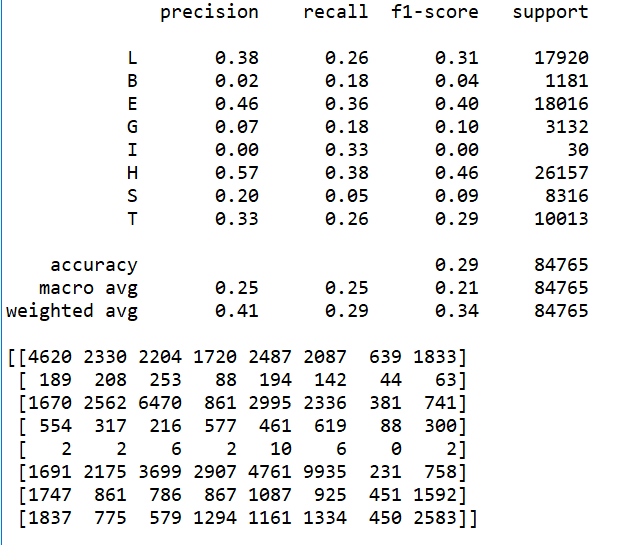 precision recall f1-score support
L 0.38 0.26 0.31 17920
B 0.02 0.18 0.04 1181
E 0.46 0.36 0.40 18016
G 0.07 0.18 0.10 3132
I 0.00 0.33 0.00 30
H 0.57 0.38 0.46 26157
S 0.20 0.05 0.09 8316
T 0.33 0.26 0.29 10013
accuracy 0.29 84765
macro avg 0.25 0.25 0.21 84765
weighted avg 0.41 0.29 0.34 84765
[[4620 2330 2204 1720 2487 2087 639 1833]
[ 189 208 253 88 194 142 44 63]
[1670 2562 6470 861 2995 2336 381 741]
[ 554 317 216 577 461 619 88 300]
[ 2 2 6 2 10 6 0 2]
[1691 2175 3699 2907 4761 9935 231 758]
[1747 861 786 867 1087 925 451 1592]
[1837 775 579 1294 1161 1334 450 2583]]